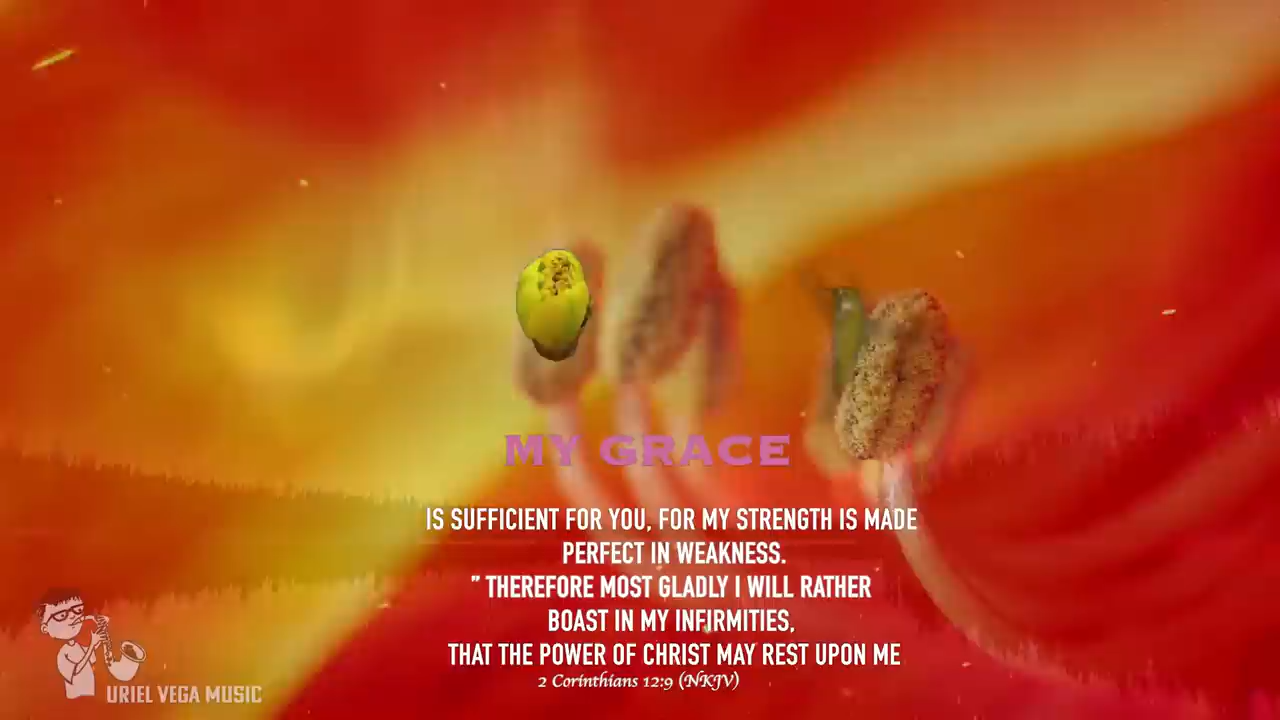 MY GRACE
IS SUFFICIENT FOR YOU, FOR MY STRENGTH IS MADE
PERFECT IN WEAKNESS.
" THEREFORE MOST GLADLY I WILL RATHER
BOAST IN MY INFIRMITIES,
THAT THE POWER OF CHRIST MAY REST UPON ME
2 Corinthians 12:9 (NKJV)
URIEL VEGA MUSIC